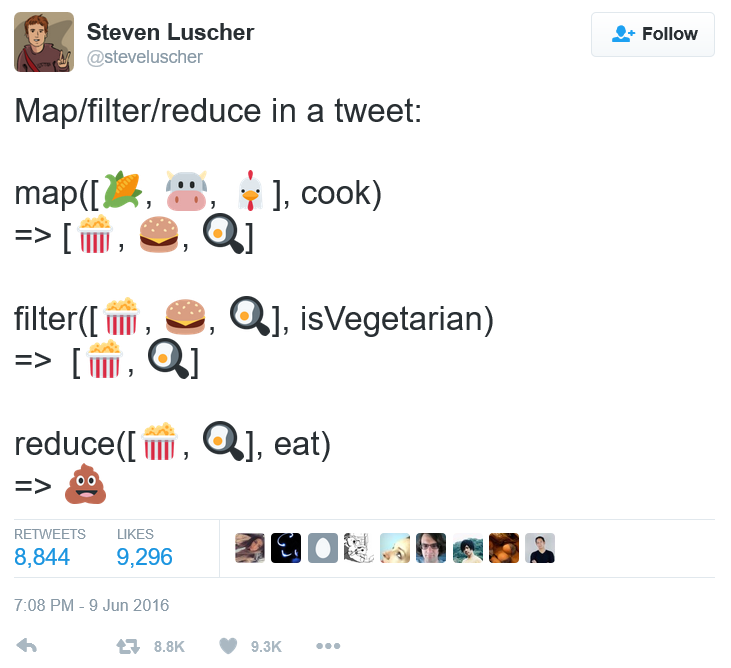 Steven Luscher
@steveluscher
Follow
Map/filter/reduce in a tweet:
map([🌽, 🐮, 🐔], cook)
=> [🍿, 🍔, 🍳]
filter([🍿, 🍔, 🍳], isVegetarian)
=> [🍿, 🍳]
reduce([🍿, 🍳], eat)
=> 💩
RETWEETS LIKES
8,844 9,296
7:08 PM - 9 Jun 2016
8.8K 9.3K